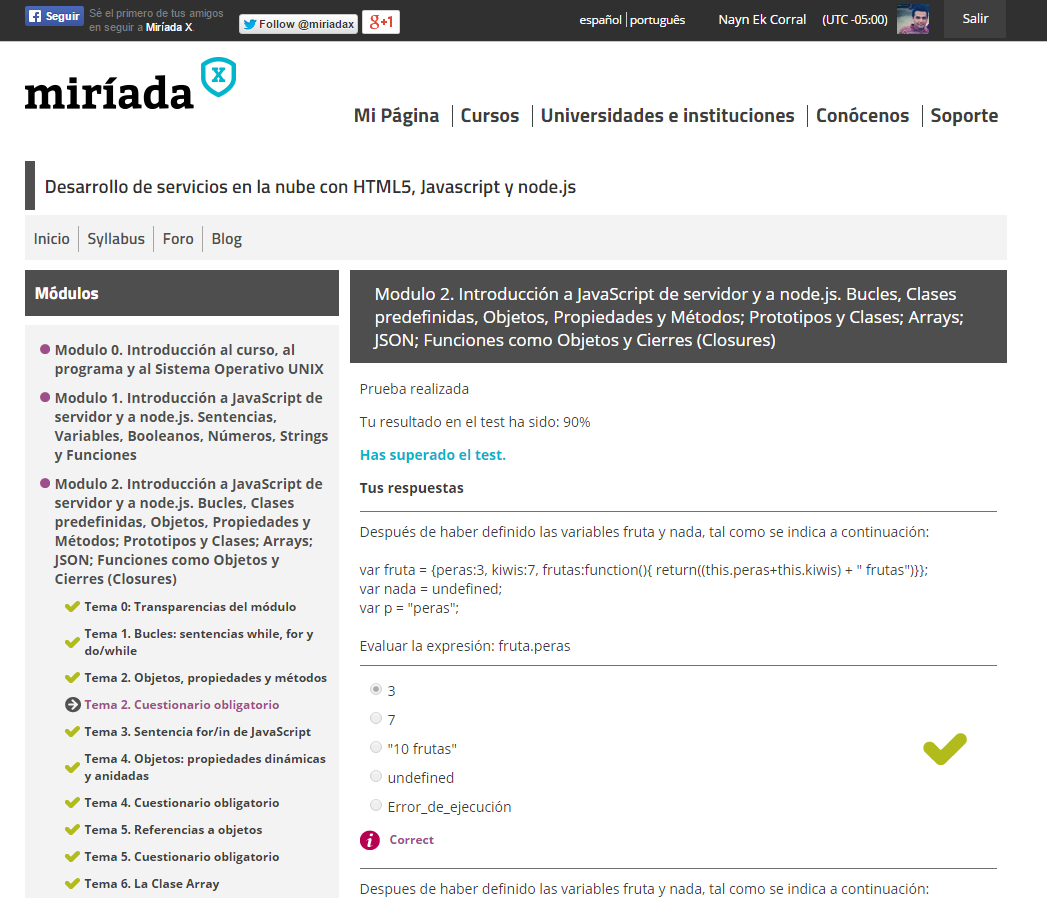 Seguir
Sé el primero de tus amigos
en seguir a Miríada X.
Follow @miriadax
g+1
español
português
Nayn Ek Corral
(UTC -05:00)
Salir
miríada X
Mi Página
Cursos
Universidades e instituciones
Conócenos
Soporte
Desarrollo de servicios en la nube con HTML5, Javascript y node.js
Inicio
Syllabus
Foro
Blog
Módulos
Modulo 0. Introducción al curso, al
programa y al Sistema Operativo UNIX
Modulo 1. Introducción a JavaScript de
servidor y a node.js. Sentencias,
Variables, Booleanos, Números, Strings
y Funciones
Modulo 2. Introducción a JavaScript de
servidor y a node.js. Bucles, Clases
predefinidas, Objetos, Propiedades y
Métodos; Prototipos y Clases; Arrays;
JSON; Funciones como Objetos y
Cierres (Closures)
Tema 0: Transparencias del módulo
Tema 1. Bucles: sentencias while, for y
do/while
Tema 2. Objetos, propiedades y métodos
Tema 2. Cuestionario obligatorio
Tema 3. Sentencia for/in de JavaScript
Tema 4. Objetos: propiedades dinámicas
y anidadas
Tema 4. Cuestionario obligatorio
Tema 5. Referencias a objetos
Tema 5. Cuestionario obligatorio
Tema 6. La Clase Array
Modulo 2. Introducción a JavaScript de servidor y a node.js. Bucles, Clases
predefinidas, Objetos, Propiedades y Métodos; Prototipos y Clases; Arrays;
JSON; Funciones como Objetos y Cierres (Closures)
Prueba realizada
Tu resultado en el test ha sido: 90%
Has superado el test.
Tus respuestas
Después de haber definido las variables fruta y nada, tal como se indica a continuación:
var fruta = {peras:3, kiwis:7, frutas:function(){ return((this.peras+this.kiwis) + " frutas")}};
var nada = undefined;
var p = "peras";
Evaluar la expresión: fruta.peras
3
7
"10 frutas"
undefined
Error_de_ejecución
Correct
Despues de haber definido las variables fruta y nada, tal como se indica a continuación: